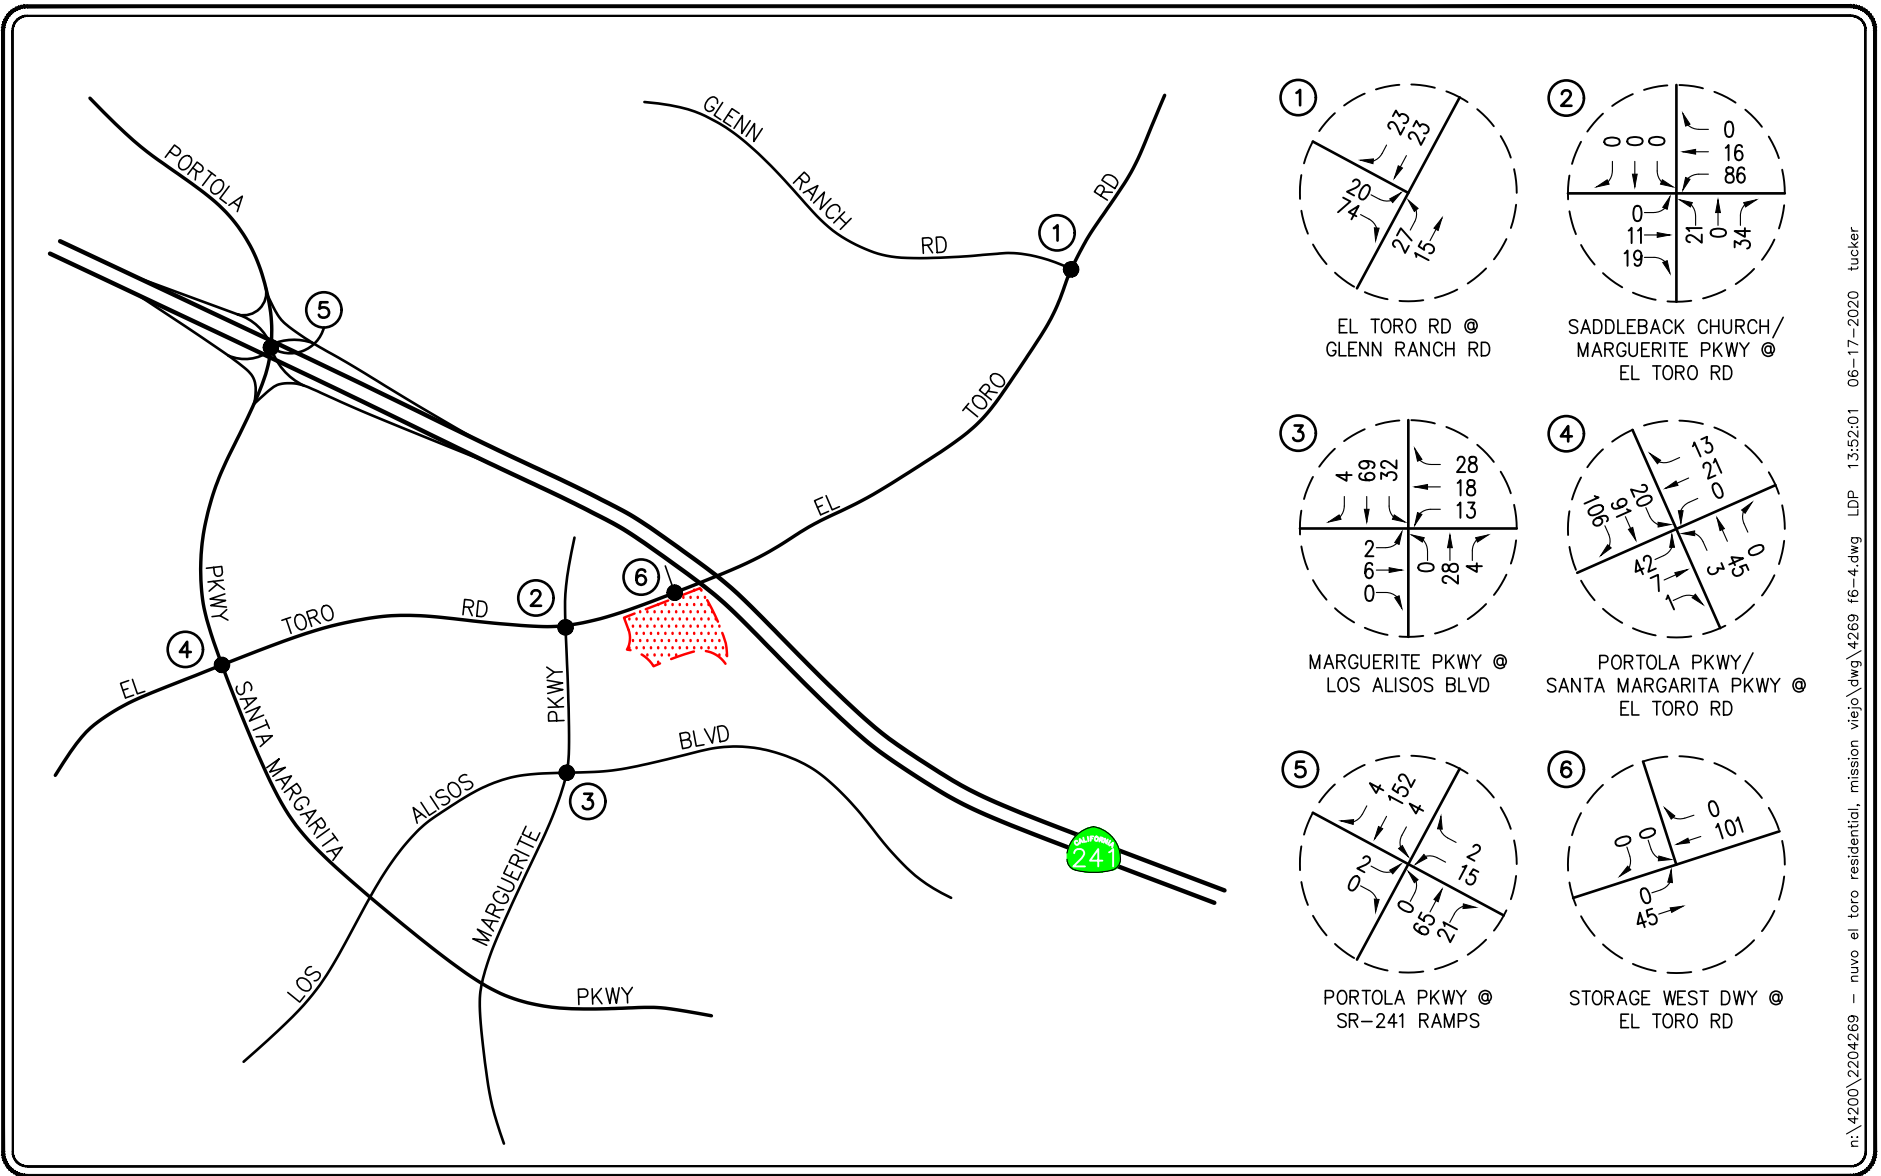 GLENN
RANCH
RD
1
RD
TORO
EL
PORTOLA
5
PKWY
6
2
RD
TORO
4
EL
SANTA
MARGARITA
PKWY
PKWY
BLVD
ALISOS
3
MARGUERITE
LOS
CALIFORNIA
241
1
23
23
20
74
27
15
EL TORO RD @
GLENN RANCH RD
2
0 0 0
0
16
86
0
11
19
21
0
34
SADDLEBACK CHURCH/
MARGUERITE PKWY @
EL TORO RD
3
4
69
32
28
18
13
2
6
0
0
28
4
MARGUERITE PKWY @
LOS ALISOS BLVD
4
13
21
0
106
91
20
42
7
1
3
45
0
PORTOLA PKWY/
SANTA MARGARITA PKWY @
EL TORO RD
5
4
152
4
2
15
2
0
0
65
21
PORTOLA PKWY @
SR-241 RAMPS
6
0
101
0
0
0
45
STORAGE WEST DWY @
EL TORO RD
n:\4200\2204269 - nuvo el toro residential, mission viejo\dwg\4269 f6-4.dwg LDP 13:52:01 06-17-2020 tucker